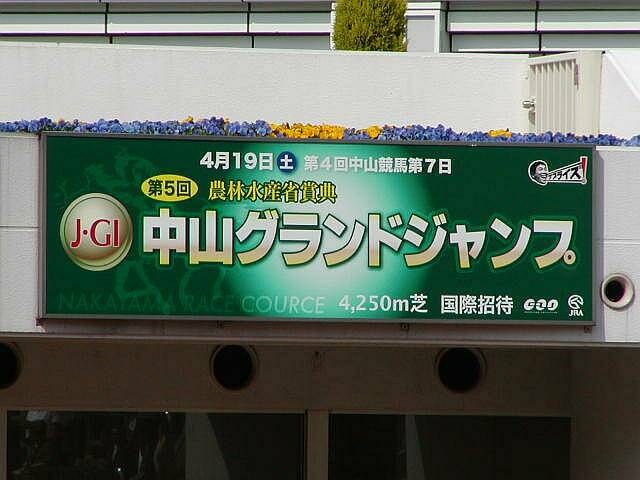 4月19日 土 第4回中山競馬第7日
第5回 農林水産省賞典
J·GI 中山グランドジャンプ
NAKAYAMA RACE COURCE 4,250m芝 国際招待 JRA